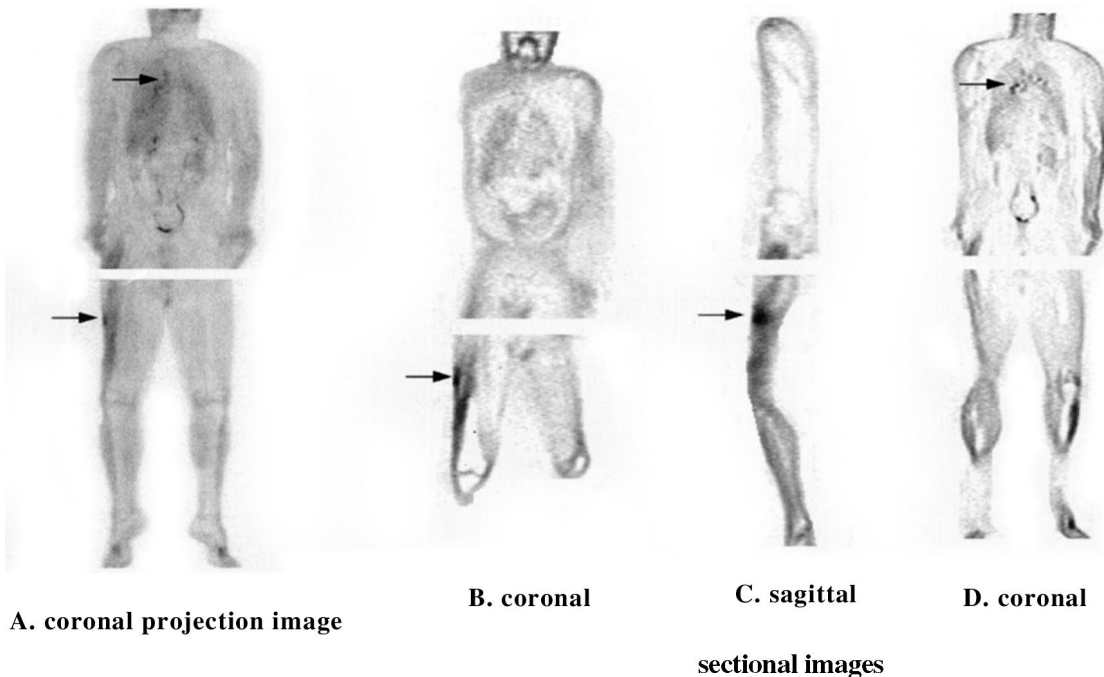 A. coronal projection image
B. coronal
C. sagittal
D. coronal
sectional images